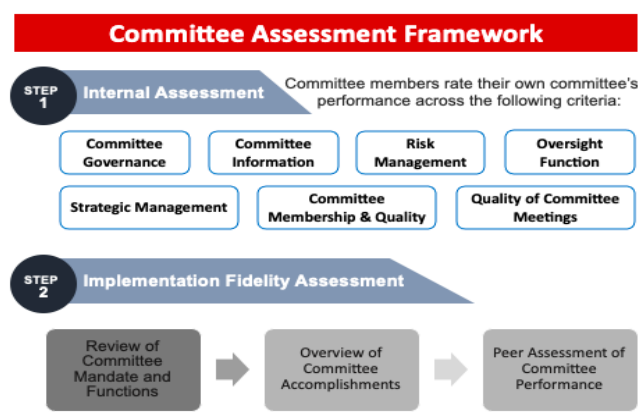 Committee Assessment Framework
STEP
1
Internal Assessment
Committee members rate their own committee's
performance across the following criteria:
Committee
Governance
Committee
Information
Risk
Management
Oversight
Function
Strategic Management
Committee
Membership & Quality
Quality of Committee
Meetings
STEP
2
Implementation Fidelity Assessment
Review of
Committee
Mandate and
Functions
Overview of
Committee
Accomplishments
Peer Assessment of
Committee
Performance